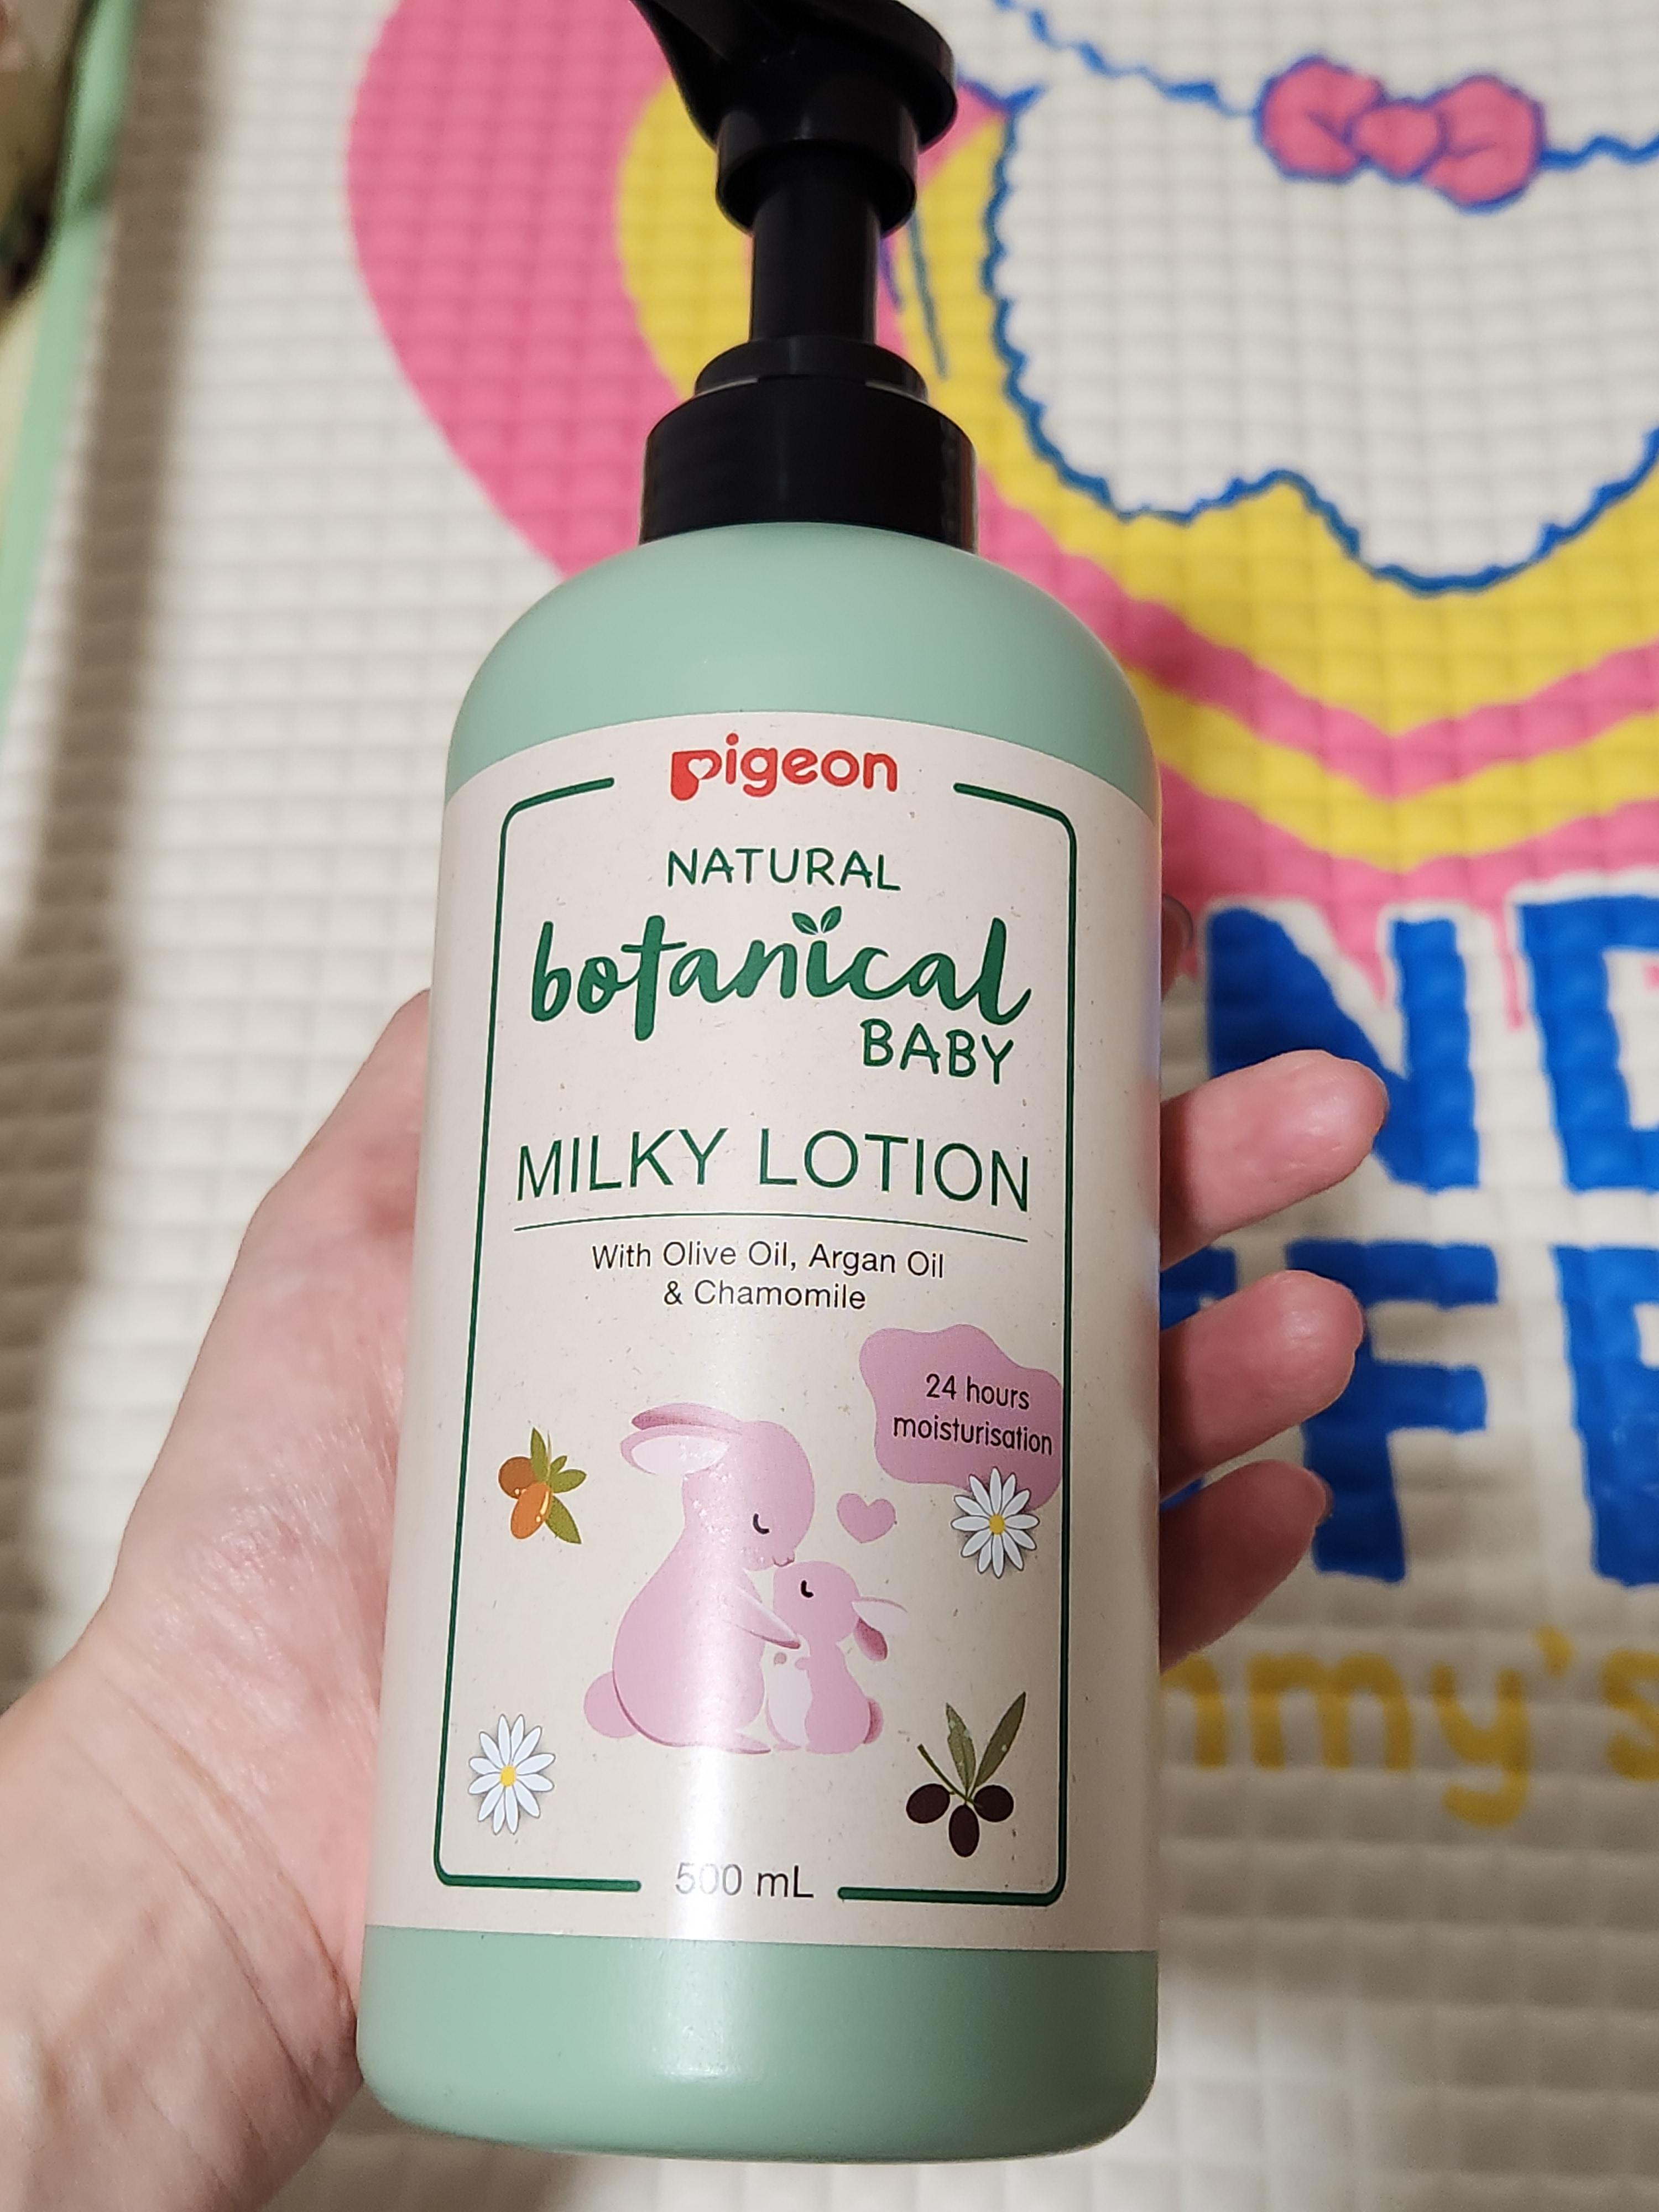 pigeon
NATURAL
botanical
BABY
MILKY LOTION
With Olive Oil, Argan Oil
& Chamomile
24 hours
moisturisation
500 mL